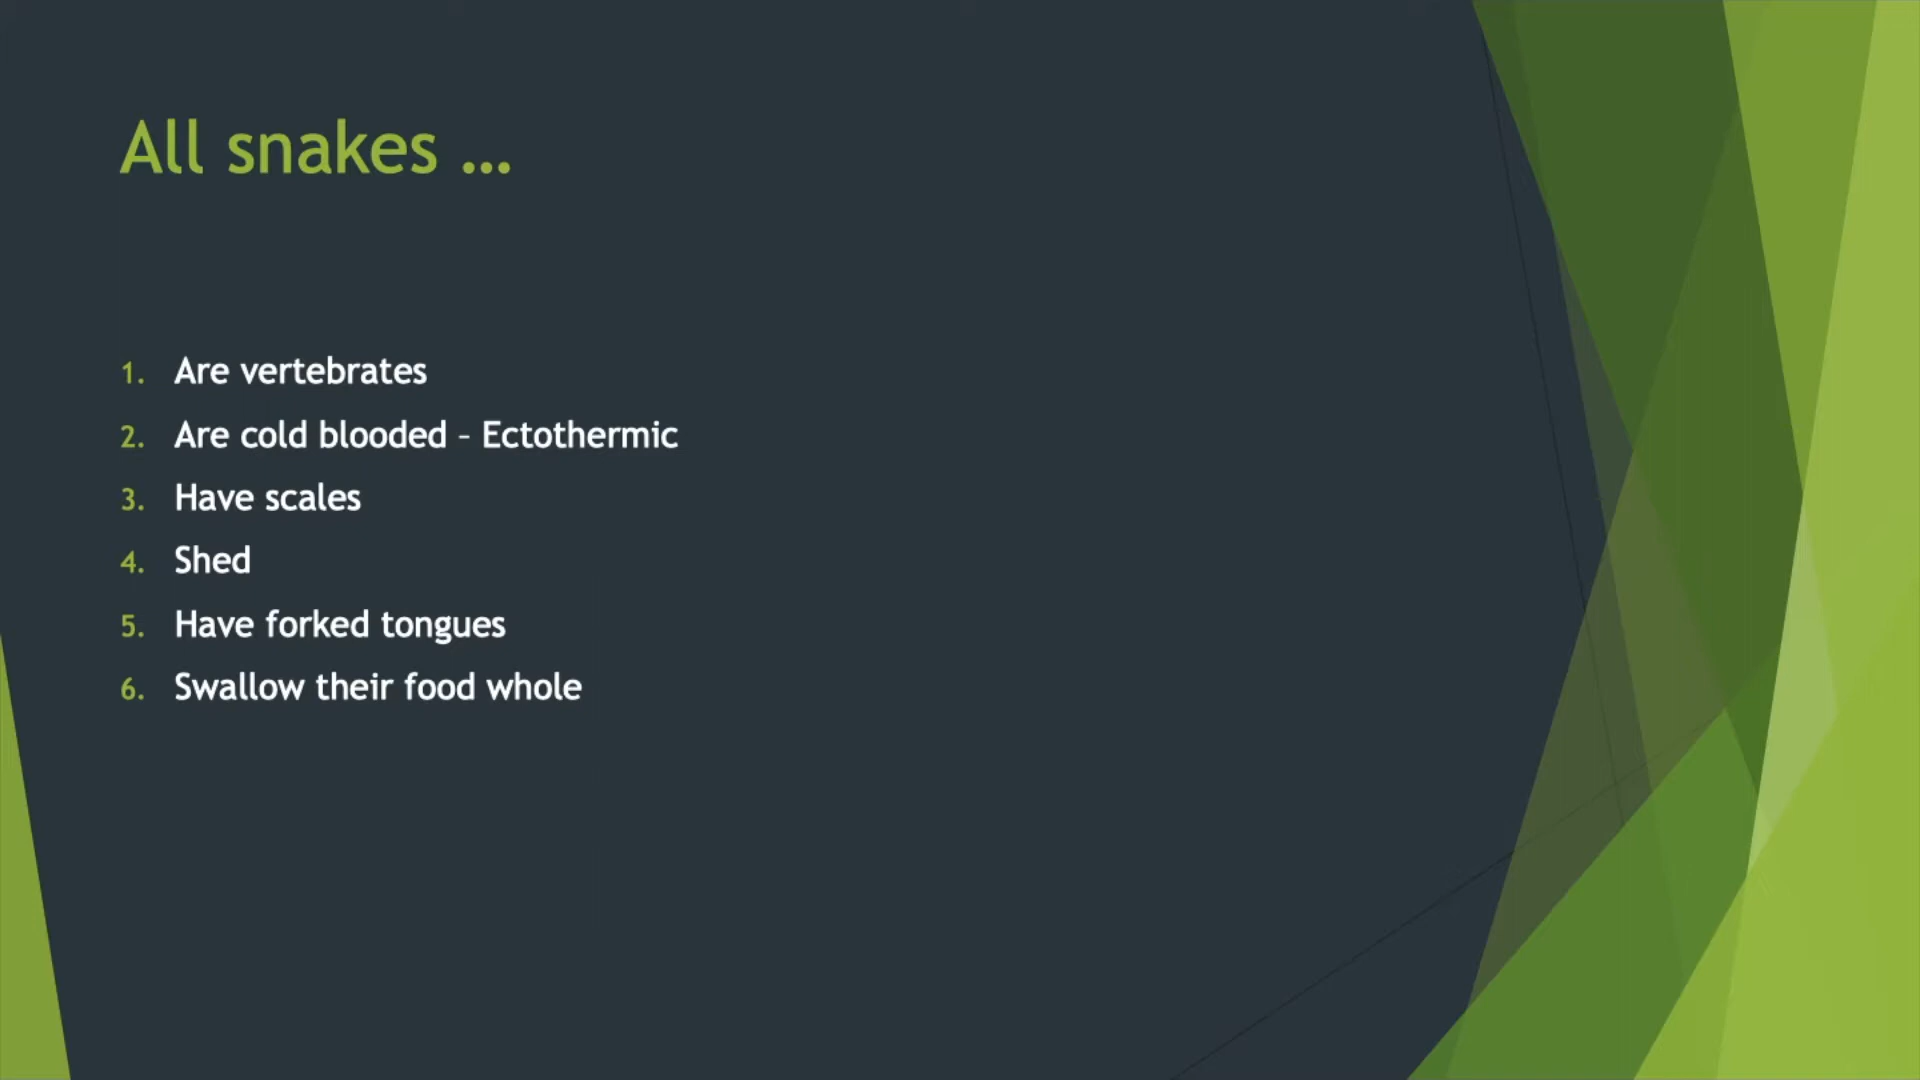 All snakes ...
1. Are vertebrates
2. Are cold blooded – Ectothermic
3. Have scales
4. Shed
5. Have forked tongues
6. Swallow their food whole